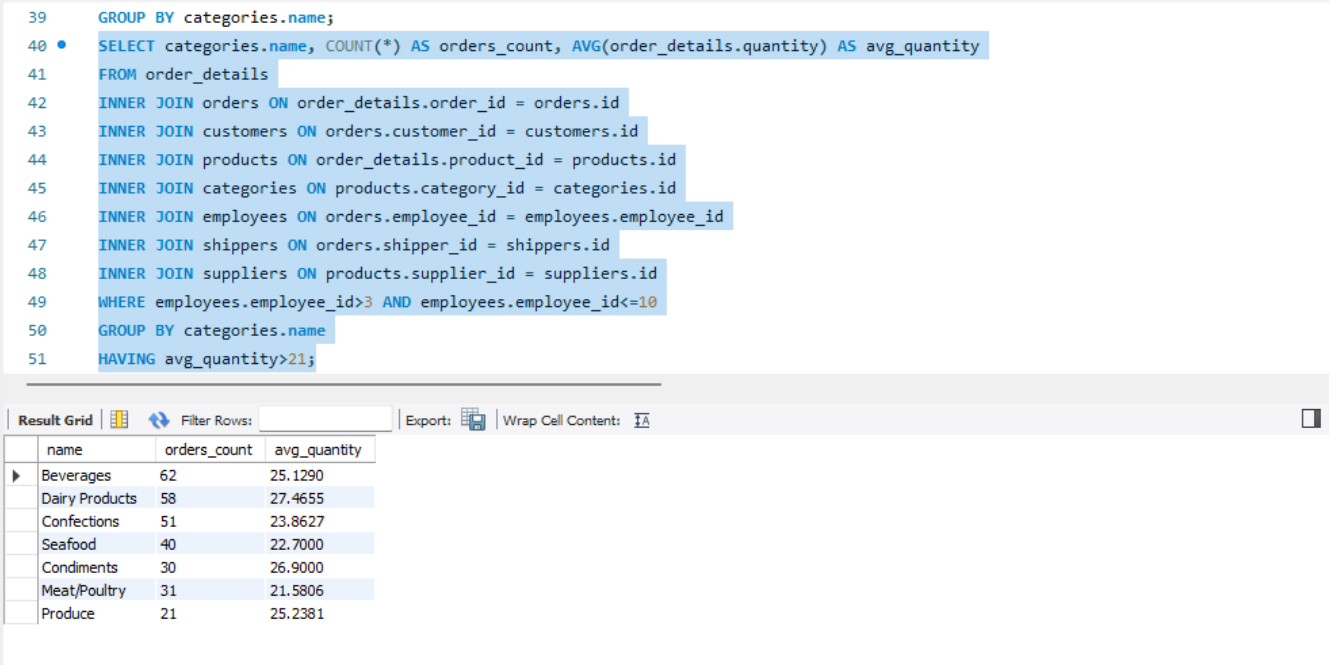 39 GROUP BY categories.name;
40 SELECT categories.name, COUNT(*) AS orders_count, AVG(order_details.quantity) AS avg_quantity
41 FROM order_details
42 INNER JOIN orders ON order_details.order_id = orders.id
43 INNER JOIN customers ON orders.customer_id = customers.id
44 INNER JOIN products ON order_details.product_id = products.id
45 INNER JOIN categories ON products.category_id = categories.id
46 INNER JOIN employees ON orders.employee_id = employees.employee_id
47 INNER JOIN shippers ON orders.shipper_id = shippers.id
48 INNER JOIN suppliers ON products.supplier_id = suppliers.id
49 WHERE employees.employee_id>3 AND employees.employee_id<=10
50 GROUP BY categories.name
51 HAVING avg_quantity>21;
Result Grid Filter Rows: Export: Wrap Cell Content: IA
name orders_count avg_quantity
Beverages 62 25.1290
Dairy Products 58 27.4655
Confections 51 23.8627
Seafood 40 22.7000
Condiments 30 26.9000
Meat/Poultry 31 21.5806
Produce 21 25.2381